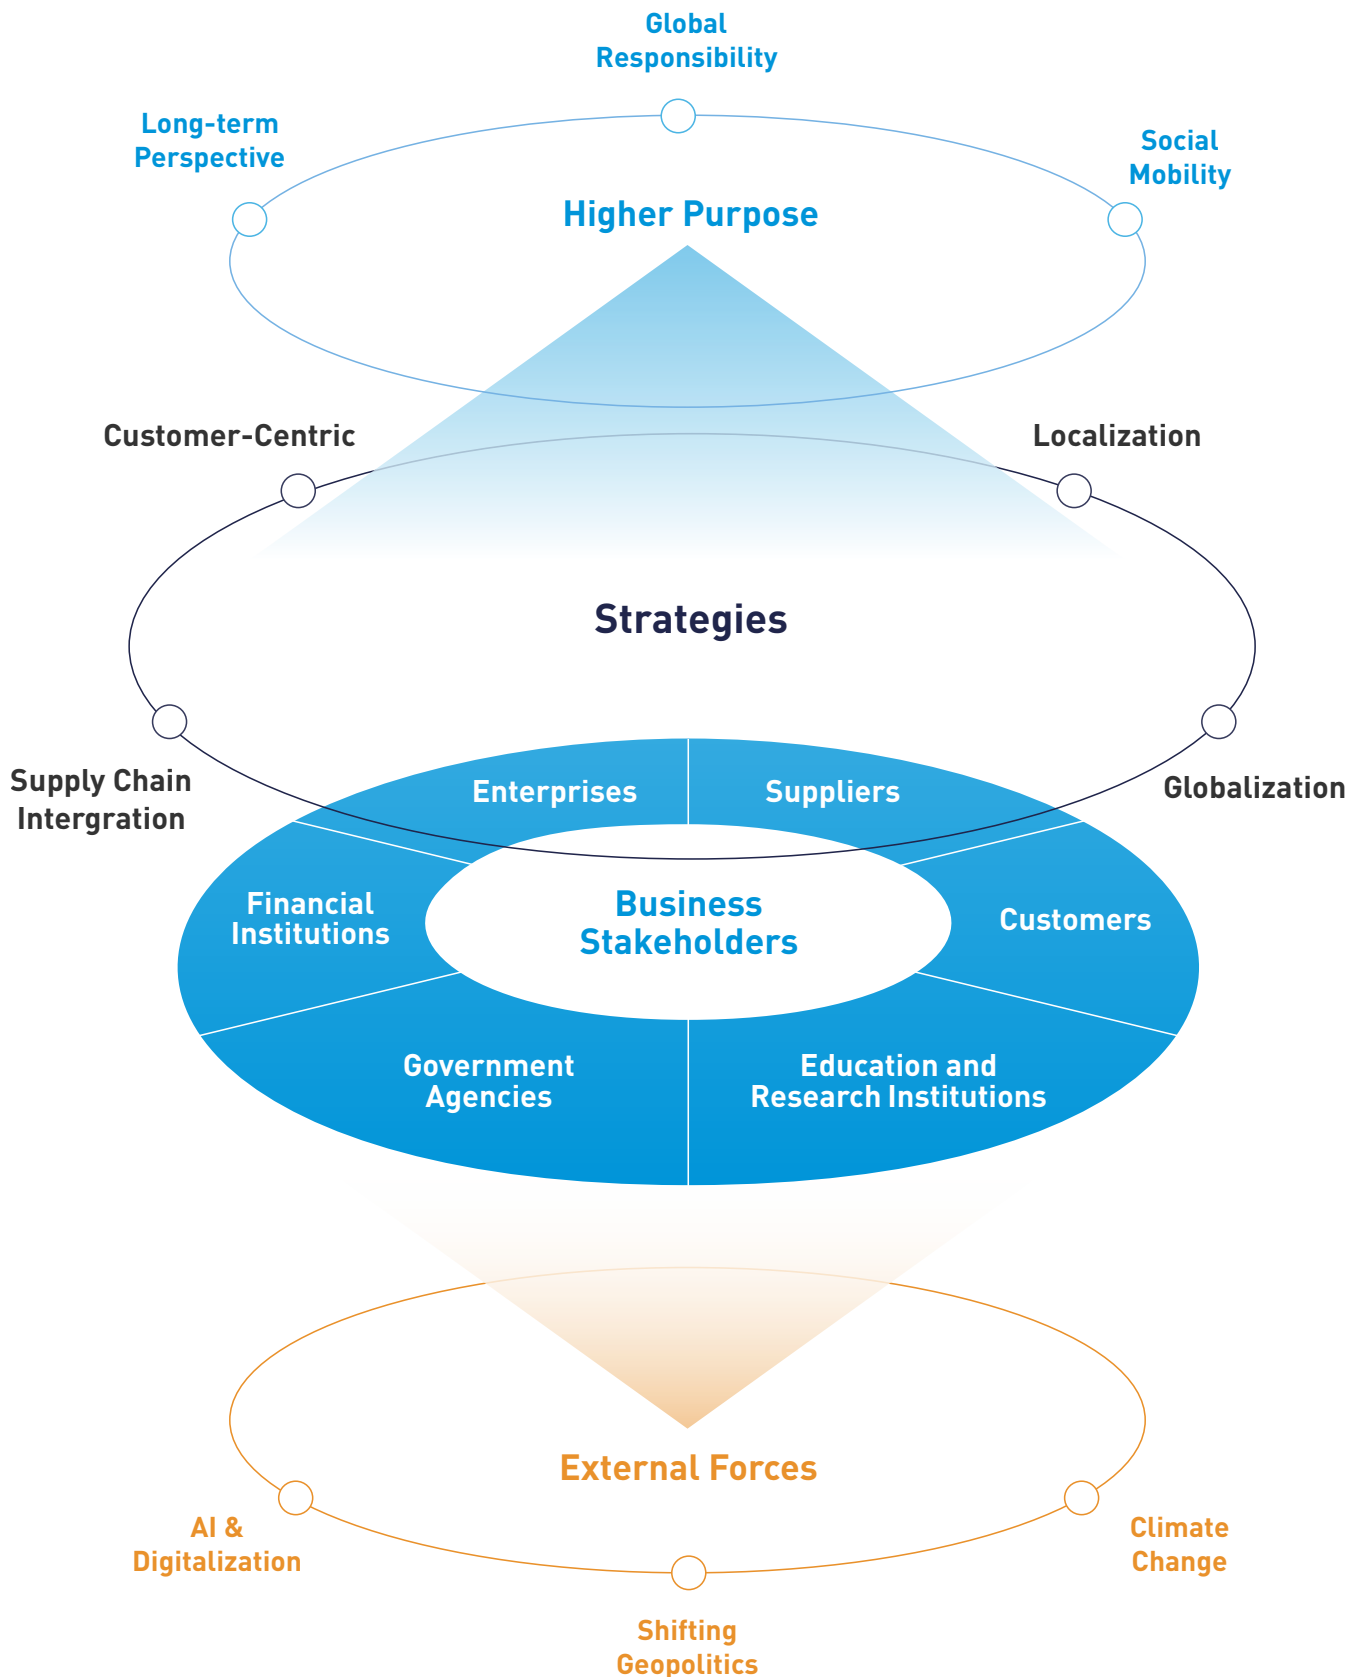 Global
Responsibility
Long-term
Perspective
Social
Mobility
Higher Purpose
Customer-Centric
Localization
Strategies
Supply Chain
Intergration
Globalization
Enterprises
Suppliers
Financial
Institutions
Business
Stakeholders
Customers
Government
Agencies
Education and
Research Institutions
External Forces
AI &
Digitalization
Climate
Change
Shifting
Geopolitics